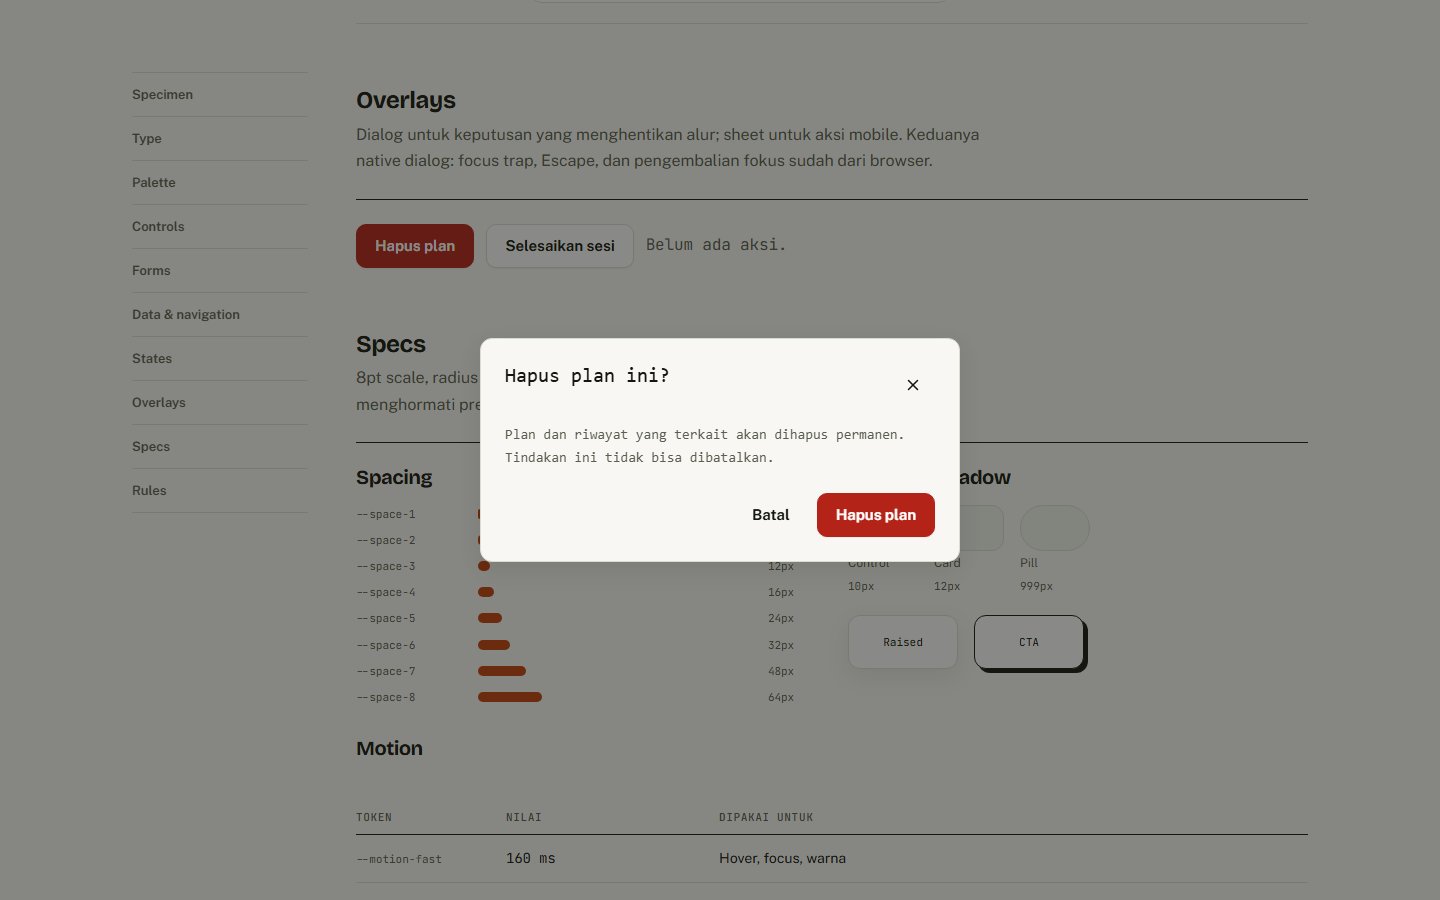 Specimen
Type
Palette
Controls
Forms
Data & navigation
States
Overlays
Specs
Rules
Overlays
Dialog untuk keputusan yang menghentikan alur; sheet untuk aksi mobile. Keduanya
native dialog: focus trap, Escape, dan pengembalian fokus sudah dari browser.
Hapus plan
Selesaikan sesi
Belum ada aksi.
Specs
8pt scale, radius
menghormati
Hapus plan ini?
Plan dan riwayat yang terkait akan dihapus permanen.
Tindakan ini tidak bisa dibatalkan.
Batal
Hapus plan
Spacing
--space-1
--space-2
--space-3 12px
--space-4 16px
--space-5 24px
--space-6 32px
--space-7 48px
--space-8 64px
Control
Card
Pill
10px
12px
999px
Raised
CTA
Motion
TOKEN NILAI DIPAKAI UNTUK
--motion-fast 160 ms Hover, focus, warna